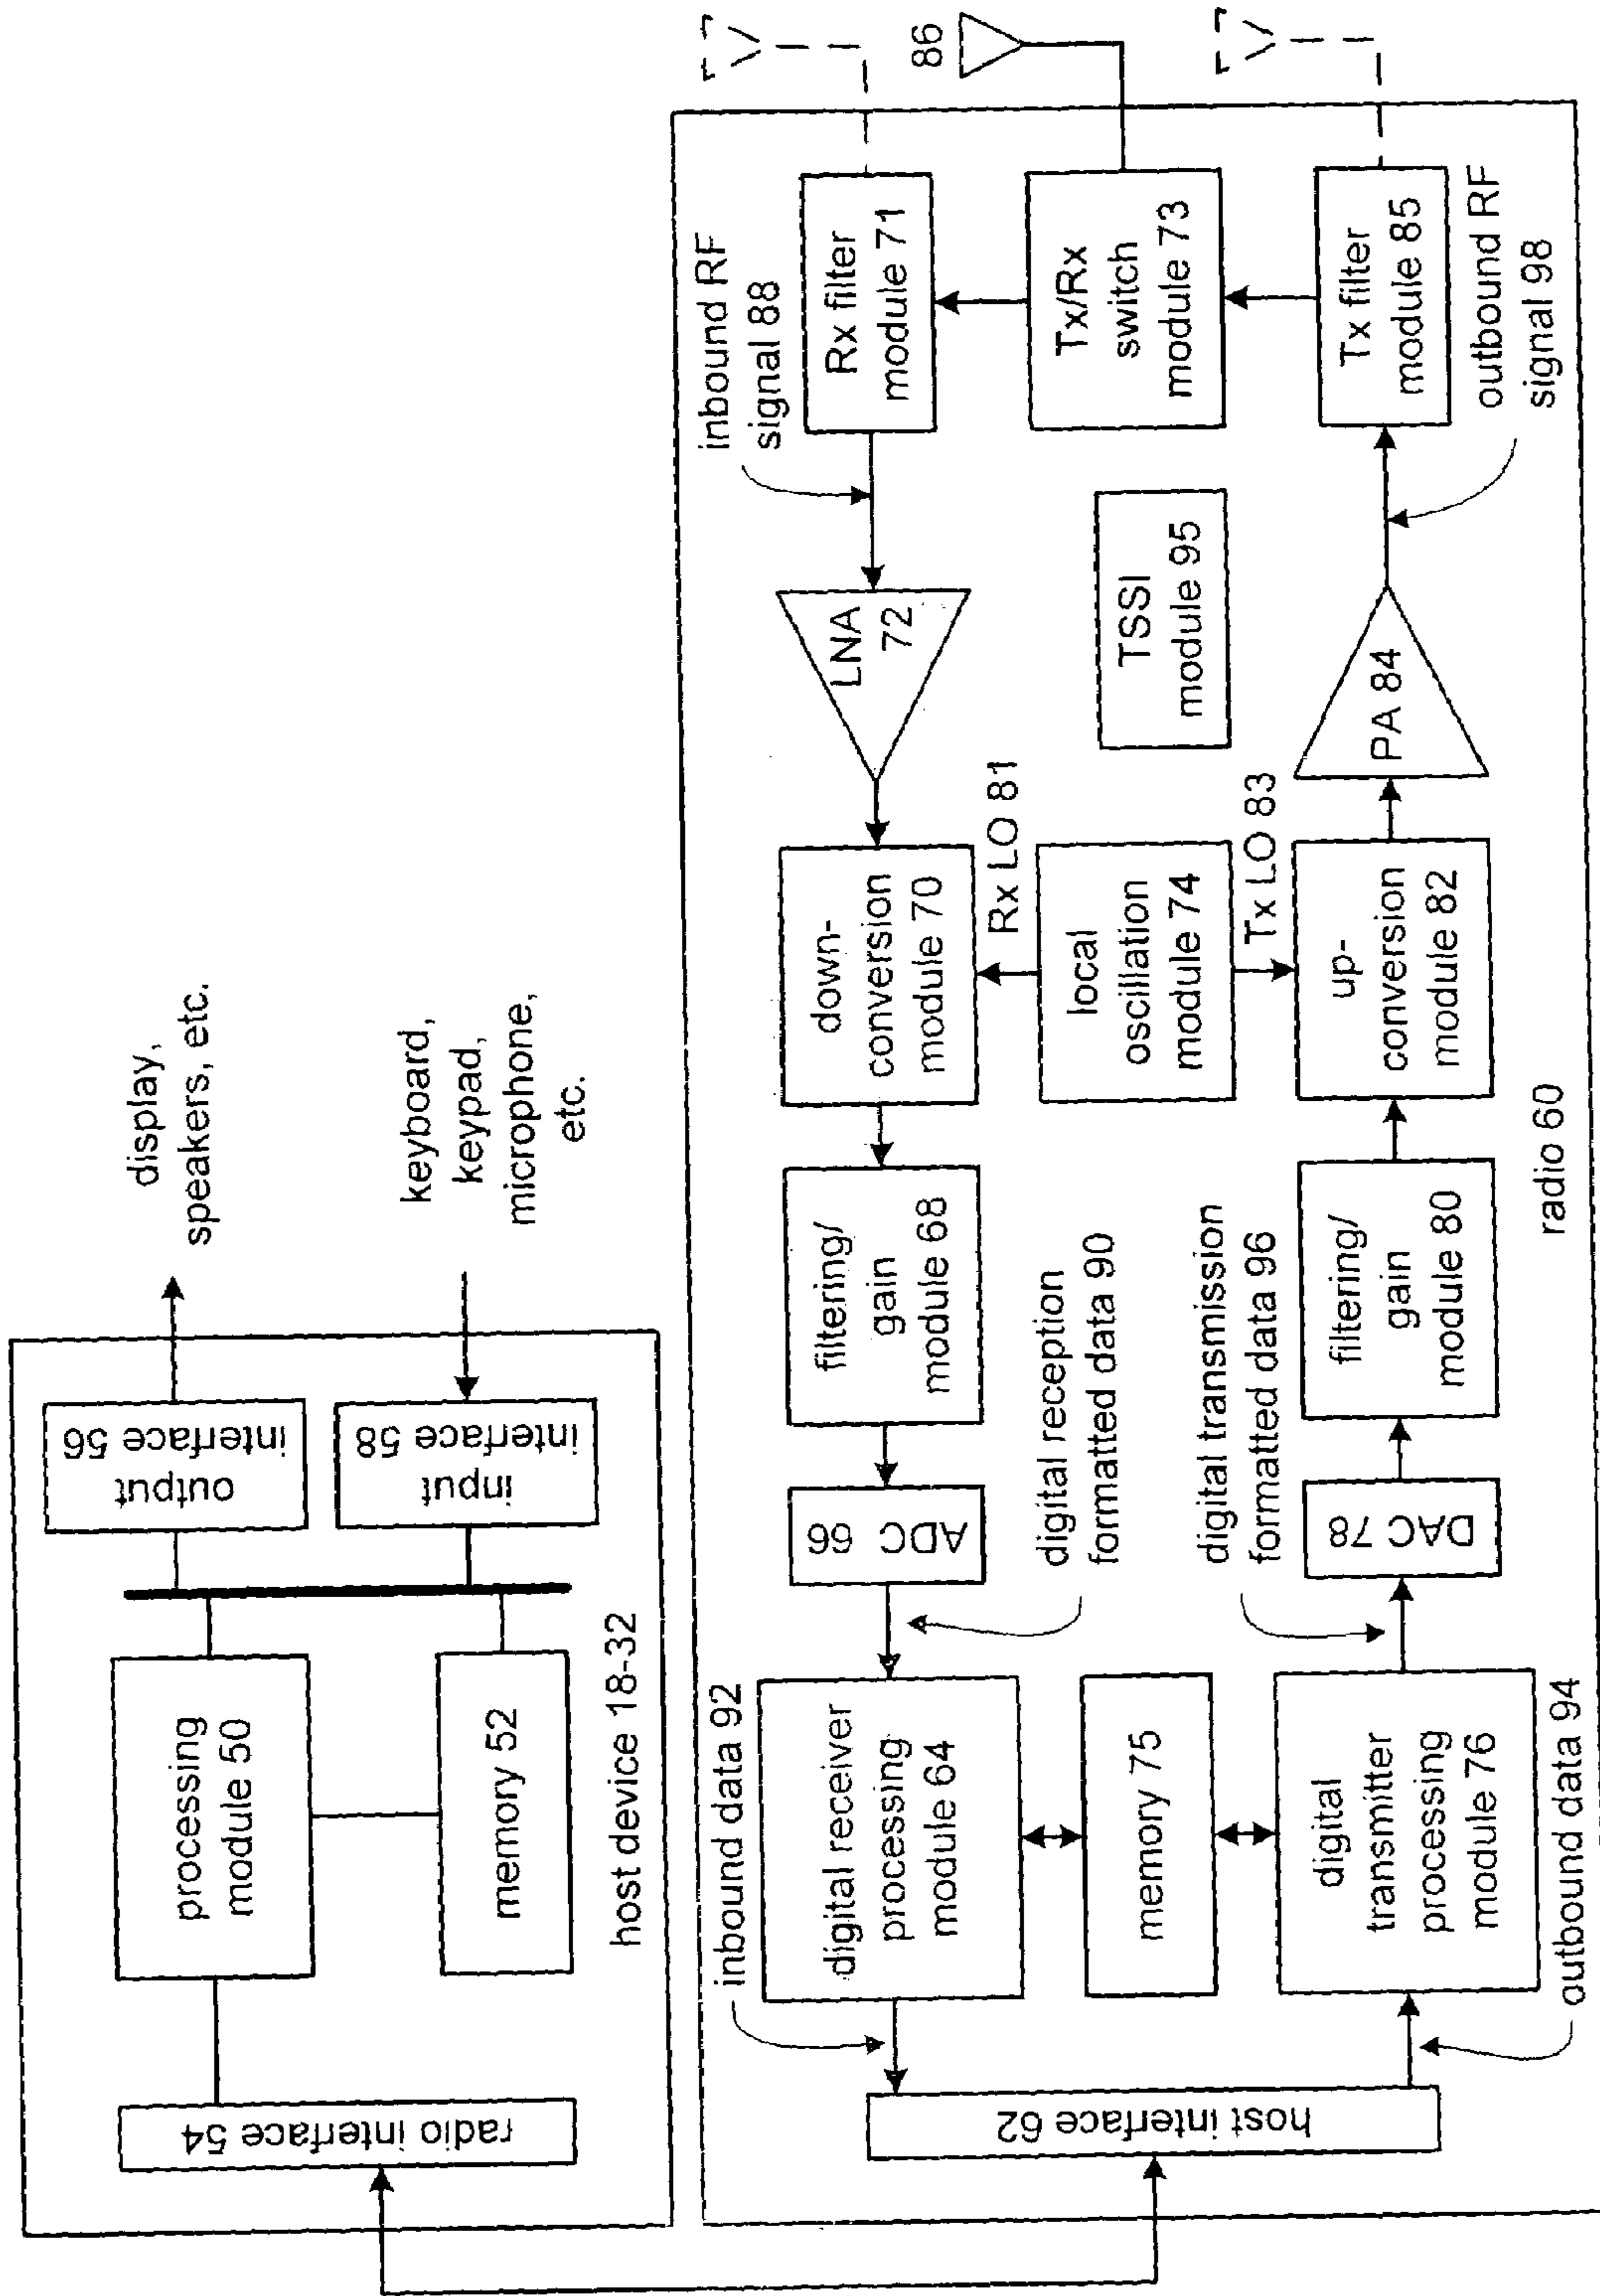 display,
speakers, etc.
keyboard,
keypad,
microphone,
etc.
output
interface 56
input
interface 58
processing
module 50
memory 52
radio interface 54
host device 18-32
86
inbound RF
signal 88
Rx filter
module 71
Tx/Rx
switch
module 73
Tx filter
module 85
outbound RF
signal 98
LNA
72
TSSI
module 95
PA 84
down-
conversion
module 70
Rx LO 81
local
oscillation
module 74
Tx LO 83
up-
conversion
module 82
filtering/
gain
module 68
filtering/
gain
module 80
radio 60
ADC 66
digital reception
formatted data 90
digital transmission
formatted data 96
DAC 78
inbound data 92
digital receiver
processing
module 64
memory 75
digital
transmitter
processing
module 76
outbound data 94
host interface 62